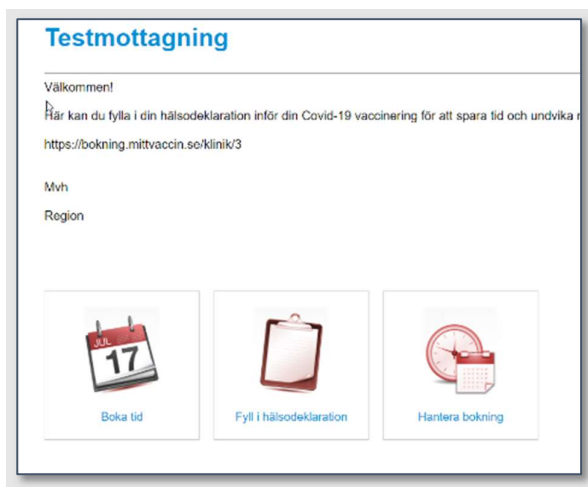 Testmottagning
Välkommen!
Här kan du fylla i din hälsodeklaration inför din Covid-19 vaccinering för att spara tid och undvika
https://bokning.mittvaccin.se/klinik/3
Mvh
Region
JUL
17
Boka tid
Fyll i hälsodeklaration
Hantera bokning